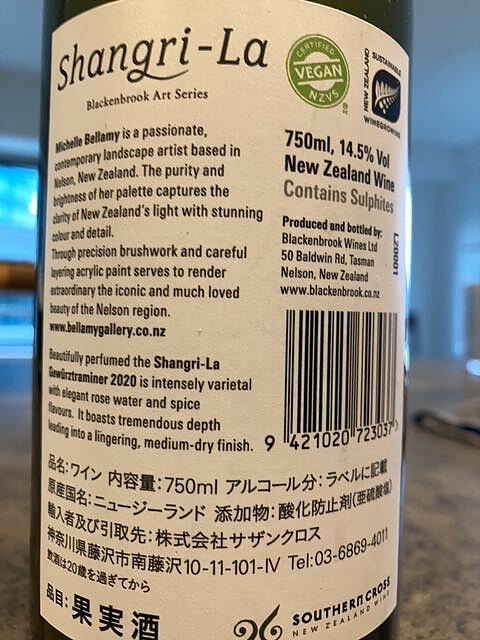 Shangri-La
Blackenbrook Art Series
CERTIFIED
VEGAN
NZVS
SUSTAINABLE
NEW ZEALAND
WINEGROWING
Michelle Bellamy is a passionate,
contemporary landscape artist based in
Nelson, New Zealand. The purity and
brightness of her palette captures the
clarity of New Zealand's light with stunning
colour and detail.
Through precision brushwork and careful
layering acrylic paint serves to render
extraordinary the iconic and much loved
beauty of the Nelson region.
www.bellamygallery.co.nz
Beautifully perfumed the Shangri-La
Gewürztraminer 2020 is intensely varietal
with elegant rose water and spice
flavours. It boasts tremendous depth
leading into a lingering, medium-dry finish.
750ml, 14.5% Vol
New Zealand Wine
Contains Sulphites
Produced and bottled by:
Blackenbrook Wines Ltd
50 Baldwin Rd, Tasman
Nelson, New Zealand
www.blackenbrook.co.nz
L20001
9 421020 723037
品名：ワイン 内容量：750ml アルコール分：ラベルに記載
原産国名：ニュージーランド 添加物：酸化防止剤(亜硫酸塩)
輸入者及び引取先：株式会社サザンクロス
神奈川県藤沢市南藤沢10-11-101-IV Tel:03-6869-4011
飲酒は20歳を過ぎてから
品目：果実酒
SOUTHERN CROSS
NEW ZEALAND WINE